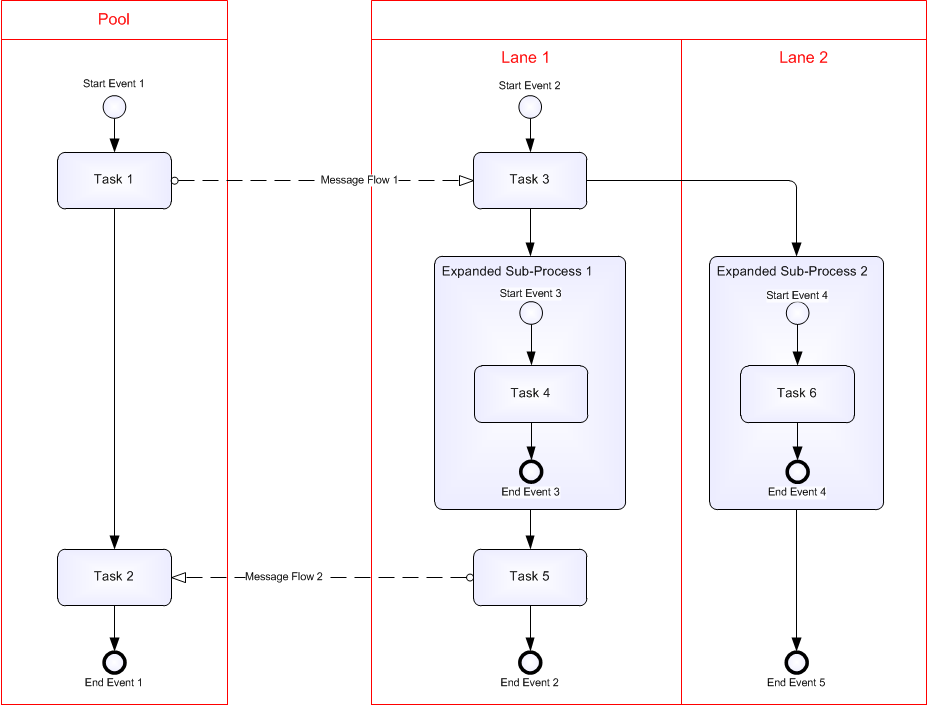 Pool
Lane 1
Lane 2
Start Event 1
Start Event 2
Task 1
Message Flow 1
Task 3
Expanded Sub-Process 1
Expanded Sub-Process 2
Start Event 3
Start Event 4
Task 4
Task 6
End Event 3
End Event 4
Task 2
Message Flow 2
Task 5
End Event 1
End Event 2
End Event 5